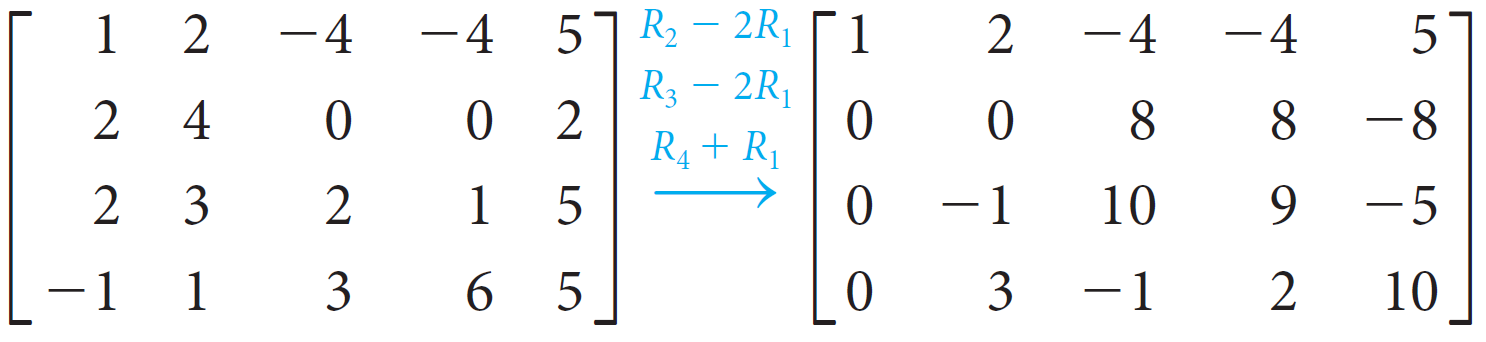 [ 1 2 −4 −4 5 ] R₂ − 2R₁ [ 1 2 −4 −4 5 ]
[ 2 4 0 0 2 ] R₃ − 2R₁ [ 0 0 8 8 −8 ]
[ 2 3 2 1 5 ] R₄ + R₁ ⟶ [ 0 −1 10 9 −5 ]
[ −1 1 3 6 5 ] [ 0 3 −1 2 10 ]